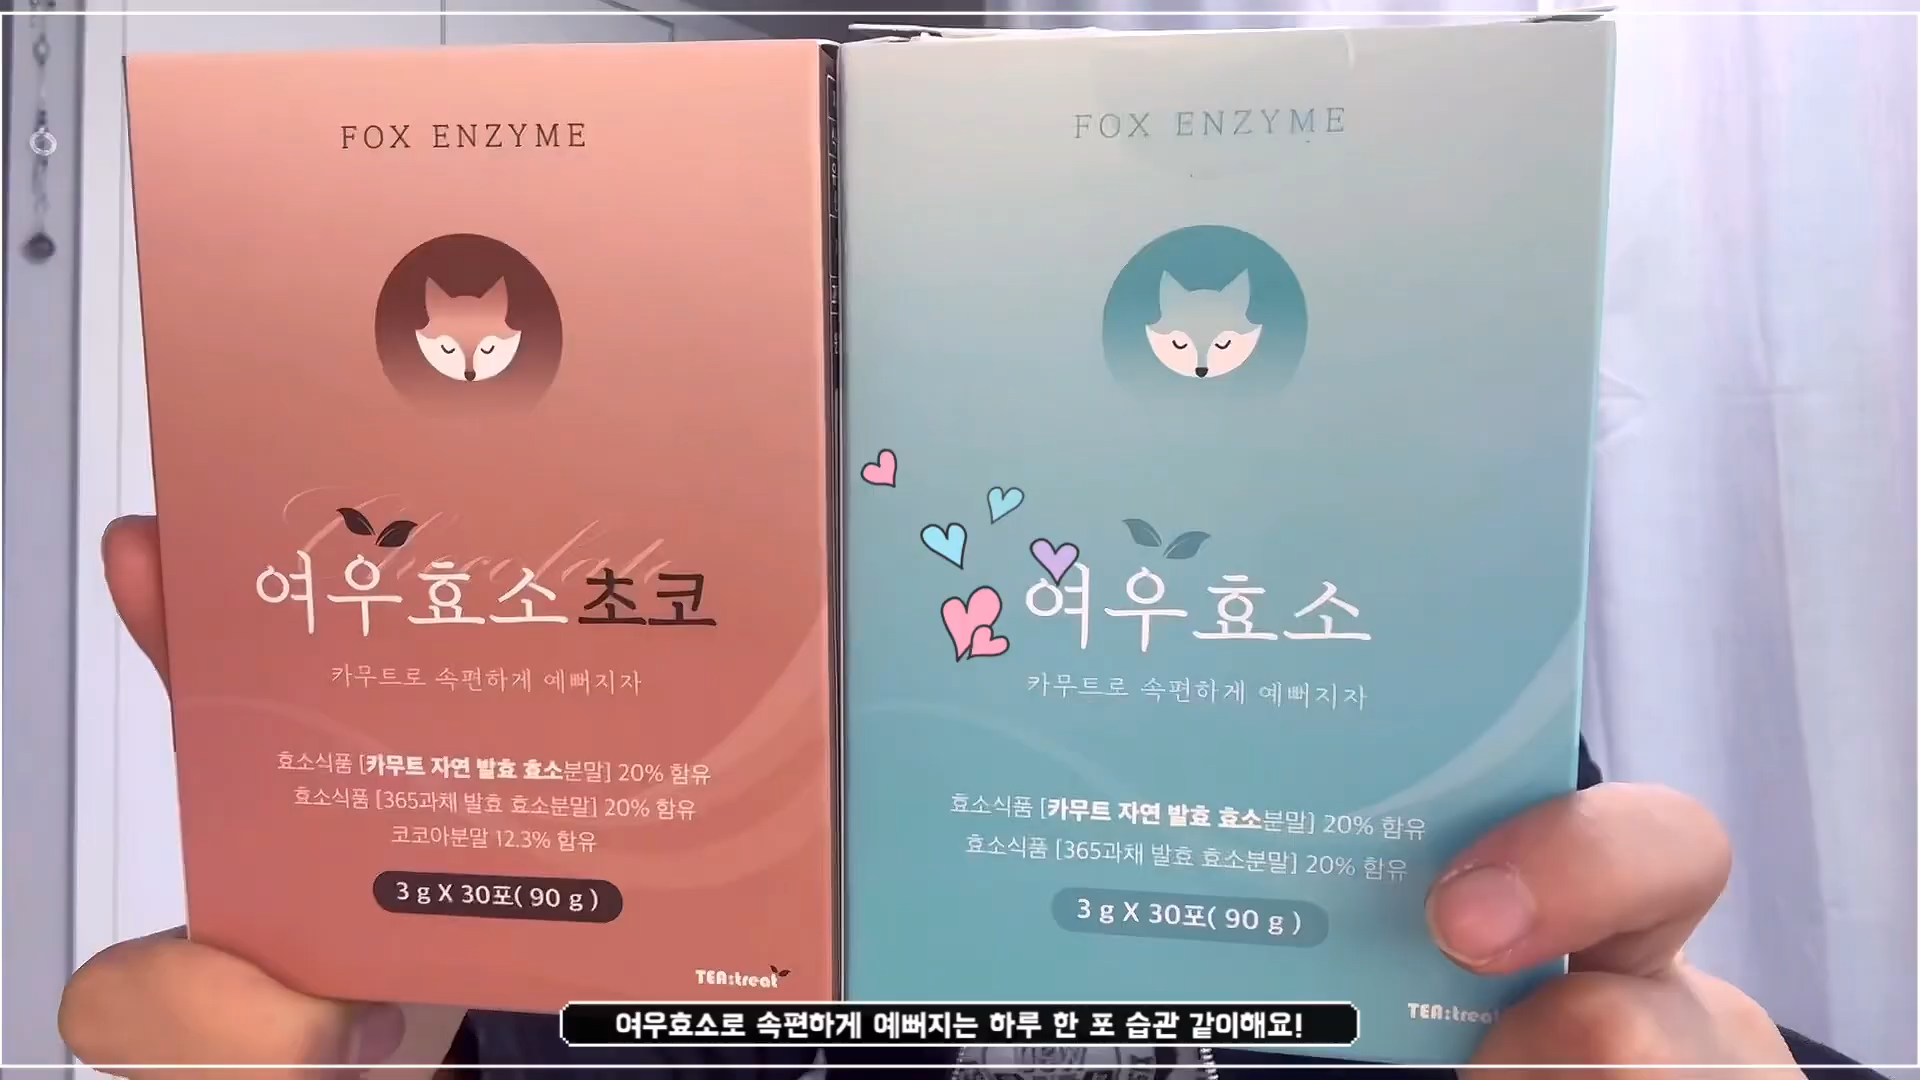 FOX ENZYME
Chocolate
여우효소초코
카무트로 속편하게 예뻐지자
효소식품 [카무트 자연 발효 효소분말] 20% 함유
효소식품 [365과채 발효 효소분말] 20% 함유
코코아분말 12.3% 함유
3 g X 30포( 90 g )
TEA:treat
FOX ENZYME
여우효소
카무트로 속편하게 예뻐지자
효소식품 [카무트 자연 발효 효소분말] 20% 함유
효소식품 [365과채 발효 효소분말] 20% 함유
3 g X 30포( 90 g )
TEA:treat
여우효소로 속편하게 예뻐지는 하루 한 포 습관 같이해요!